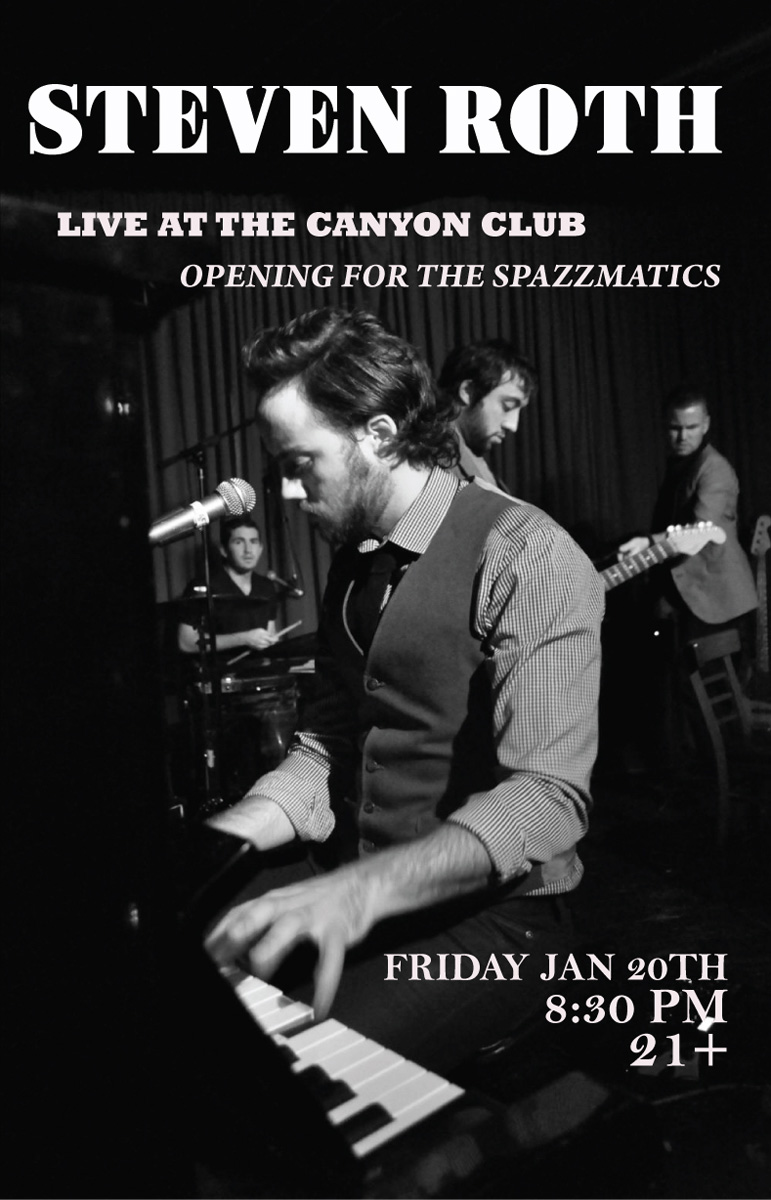 STEVEN ROTH
LIVE AT THE CANYON CLUB
OPENING FOR THE SPAZZMATICS
FRIDAY JAN 20TH
8:30 PM
21+